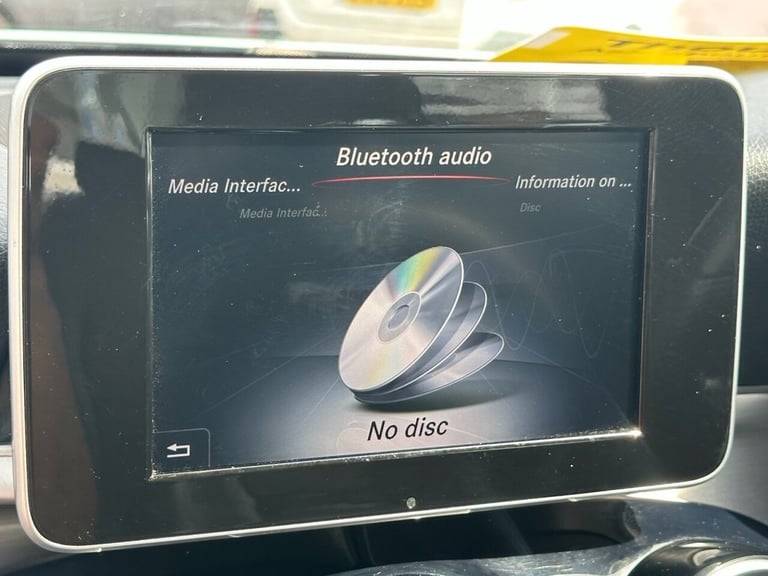 Bluetooth audio
Media Interfac...
Information on ...
Media Interfac...
Disc
No disc